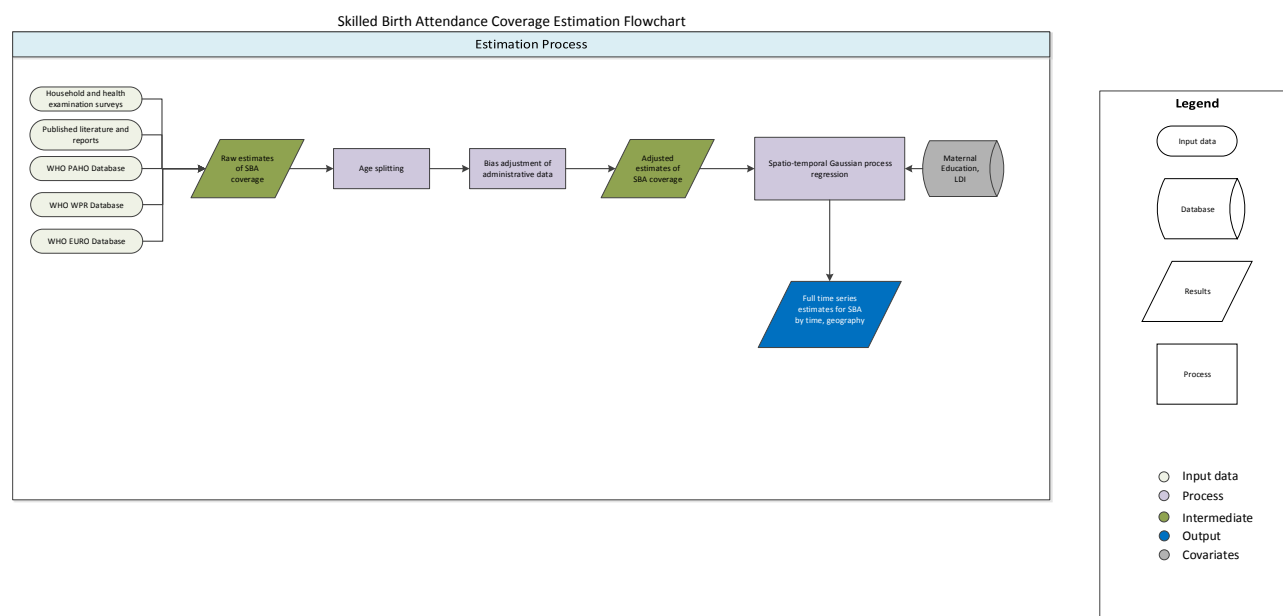 Skilled Birth Attendance Coverage Estimation Flowchart
Estimation Process
Household and health
examination surveys
Published literature and
reports
WHO PAHO Database
WHO WPR Database
WHO EURO Database
Raw estimates
of SBA
coverage
Age splitting
Bias adjustment of
administrative data
Adjusted
estimates of
SBA coverage
Spatio-temporal Gaussian process
regression
Maternal
Education,
LDI
Full time series
estimates for SBA
by time, geography
Legend
Input data
Database
Results
Process
Input data
Process
Intermediate
Output
Covariates